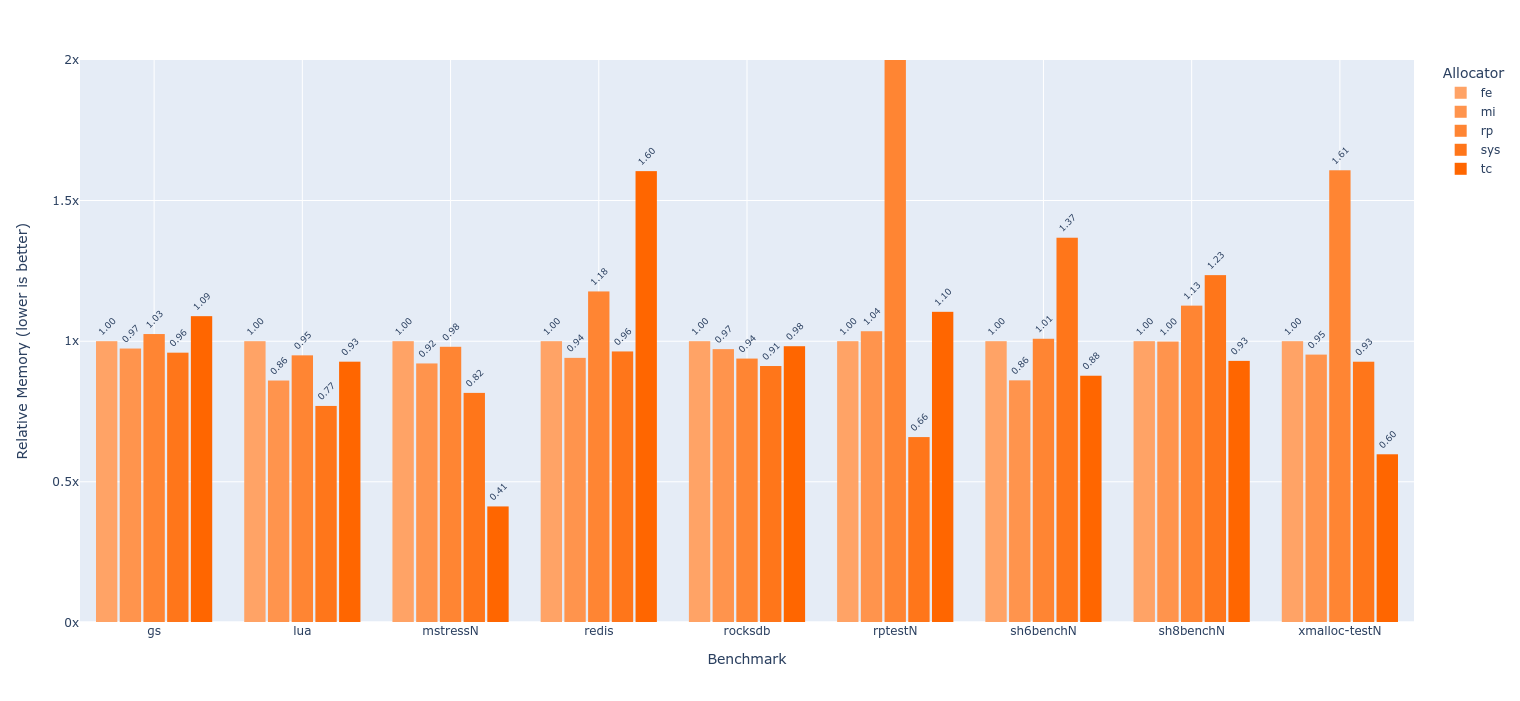 2x
1.5x
1x
0.5x
0x
Relative Memory (lower is better)
1.00 0.97 1.03 0.96 1.09
1.00 0.86 0.95 0.77 0.93
1.00 0.92 0.98 0.82 0.41
1.00 0.94 1.18 0.96 1.60
1.00 0.97 0.94 0.91 0.98
1.00 1.04 0.66 1.10
1.00 0.86 1.01 1.37 0.88
1.00 1.00 1.13 1.23 0.93
1.00 0.95 1.61 0.93 0.60
gs lua mstressN redis rocksdb rptestN sh6benchN sh8benchN xmalloc-testN
Benchmark
Allocator
fe
mi
rp
sys
tc